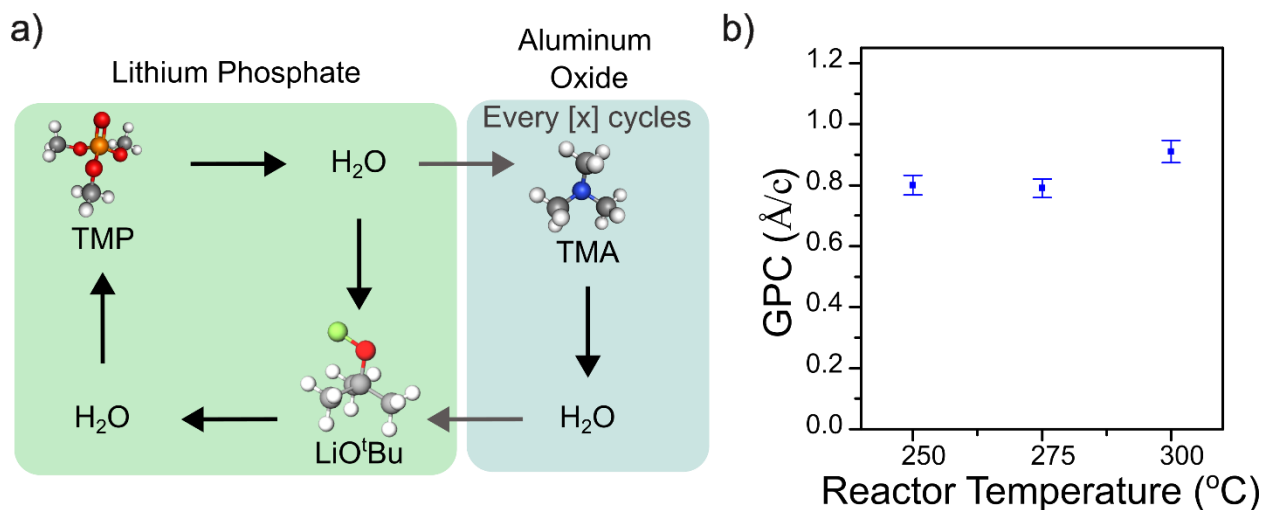 a)
Lithium Phosphate
Aluminum
Oxide
Every [x] cycles
TMP
H₂O
TMA
H₂O
LiOᵗBu
H₂O
b)
GPC (Å/c)
1.2
1.0
0.8
0.6
0.4
0.2
0.0
250
275
300
Reactor Temperature (ºC)